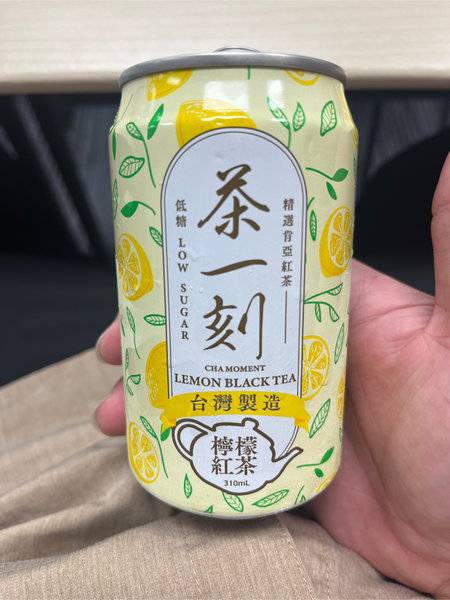 茶一刻
精選肯亞紅茶
低糖 LOW SUGAR
CHA MOMENT
LEMON BLACK TEA
台灣製造
檸檬
紅茶
310mL